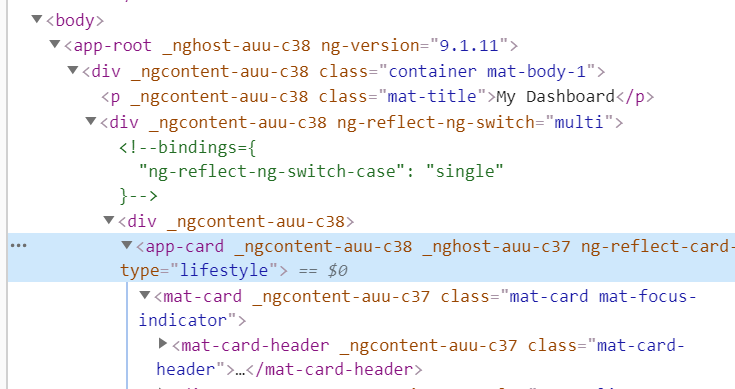 <body>
<app-root _nghost-auu-c38 ng-version="9.1.11">
<div _ngcontent-auu-c38 class="container mat-body-1">
<p _ngcontent-auu-c38 class="mat-title">My Dashboard</p>
<div _ngcontent-auu-c38 ng-reflect-ng-switch="multi">
<!--bindings={
"ng-reflect-ng-switch-case": "single"
}-->
<div _ngcontent-auu-c38>
… <app-card _ngcontent-auu-c38 _nghost-auu-c37 ng-reflect-card-
type="lifestyle"> == $0
<mat-card _ngcontent-auu-c37 class="mat-card mat-focus-
indicator">
<mat-card-header _ngcontent-auu-c37 class="mat-card-
header">…</mat-card-header>